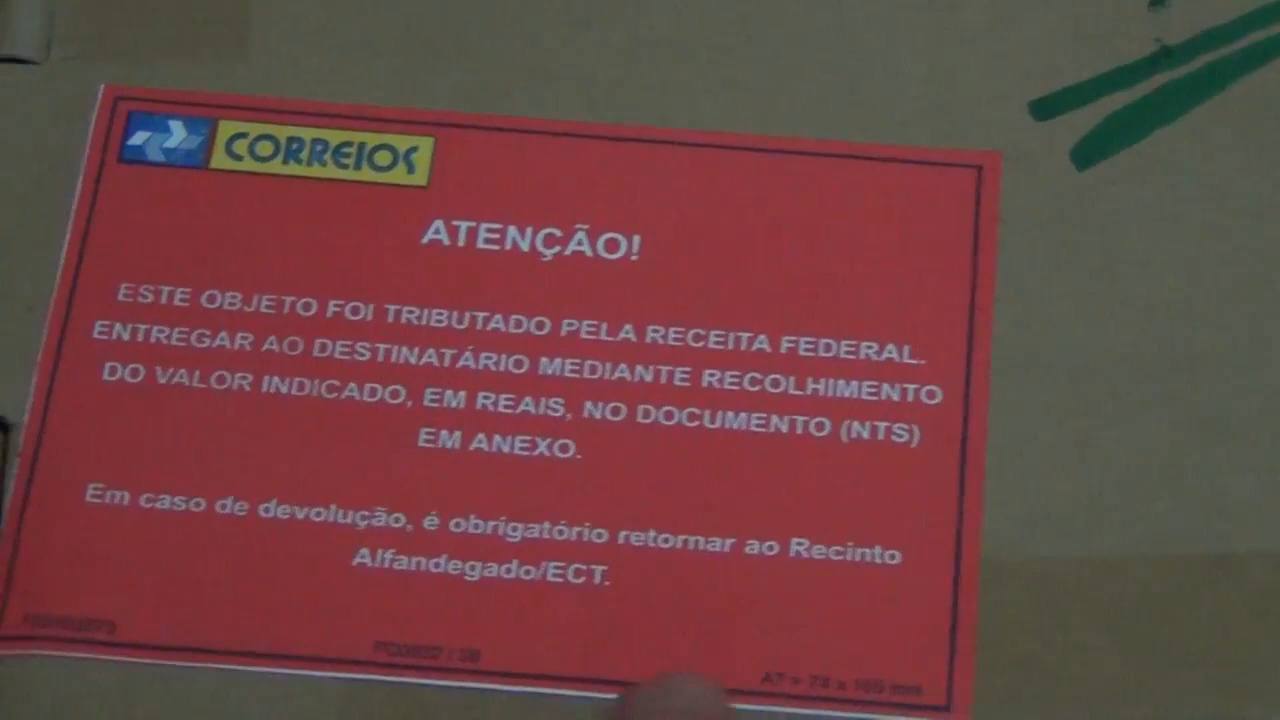 CORREIOS
ATENÇÃO!
ESTE OBJETO FOI TRIBUTADO PELA RECEITA FEDERAL.
ENTREGAR AO DESTINATÁRIO MEDIANTE RECOLHIMENTO
DO VALOR INDICADO, EM REAIS, NO DOCUMENTO (NTS)
EM ANEXO.
Em caso de devolução, é obrigatório retornar ao Recinto
Alfandegado/ECT.